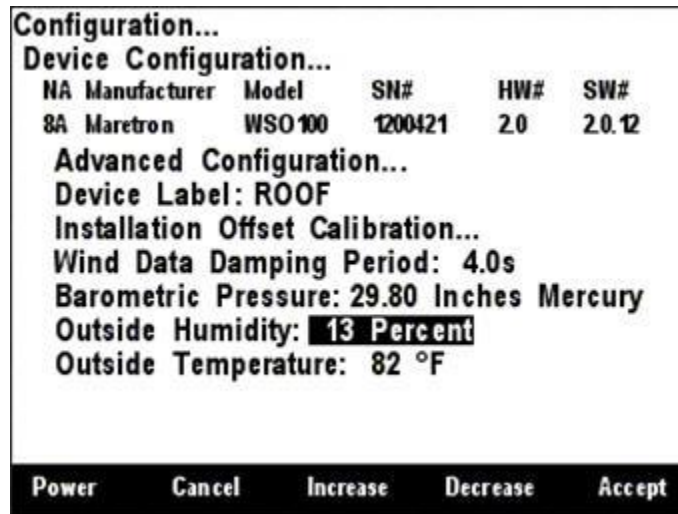 Configuration...
Device Configuration...
NA Manufacturer Model SN# HW# SW#
8A Maretron WSO100 1200421 2.0 2.0.12
Advanced Configuration...
Device Label: ROOF
Installation Offset Calibration...
Wind Data Damping Period: 4.0s
Barometric Pressure: 29.80 Inches Mercury
Outside Humidity: 13 Percent
Outside Temperature: 82 °F
Power Cancel Increase Decrease Accept